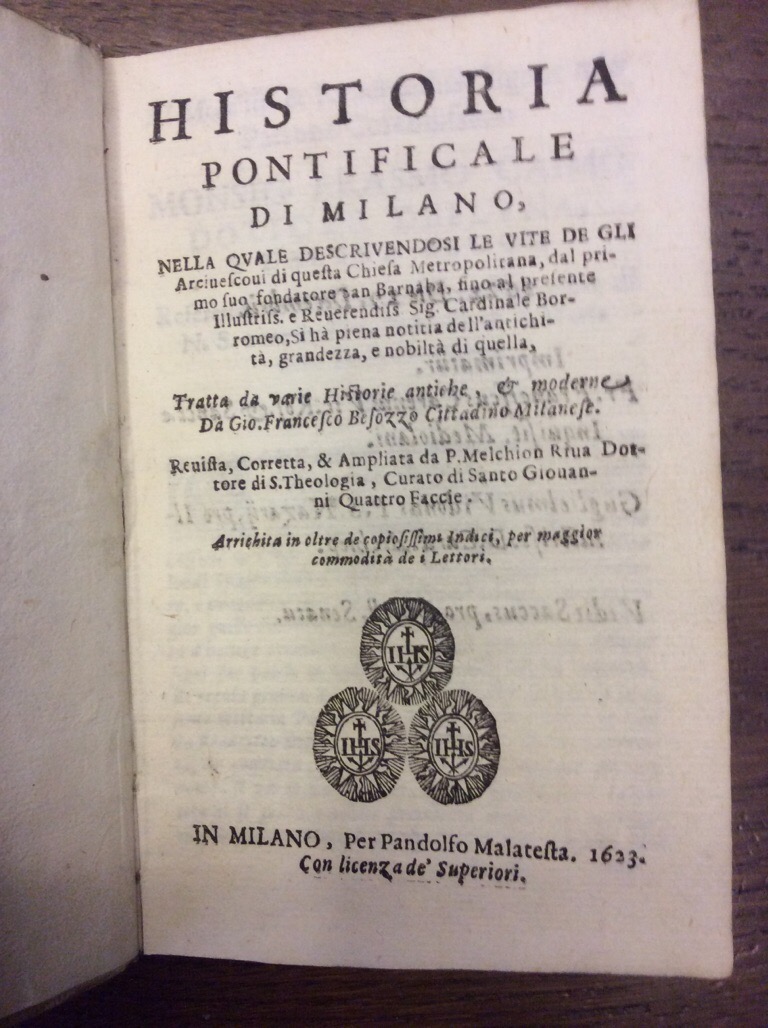 HISTORIA
PONTIFICALE
DI MILANO,
NELLA QVALE DESCRIVENDOSI LE VITE DE GLI
Arciueſcoui di queſta Chieſa Metropolitana, dal pri-
mo ſuo fondatore San Barnaba, fino al preſente
Illuſtriſs. e Reuerendiſs Sig. Cardinale Bor-
romeo, Si hà piena notitia dell'antichi-
tà, grandezza, e nobiltà di quella,
Tratta da varie Hiſtorie antiche, & moderne
Da Gio. Franceſco Beſozzo Cittadino Milaneſe.
Reuiſta, Corretta, & Ampliata da P. Melchion Riua Dot-
tore di S. Theologia, Curato di Santo Giouan-
ni Quattro Faccie.
Arrichita in oltre de copioſiſſimi Indici, per maggior
commodità de i Lettori.
IHS
IHS IHS
IN MILANO, Per Pandolfo Malateſta. 1623.
Con licenza de' Superiori.